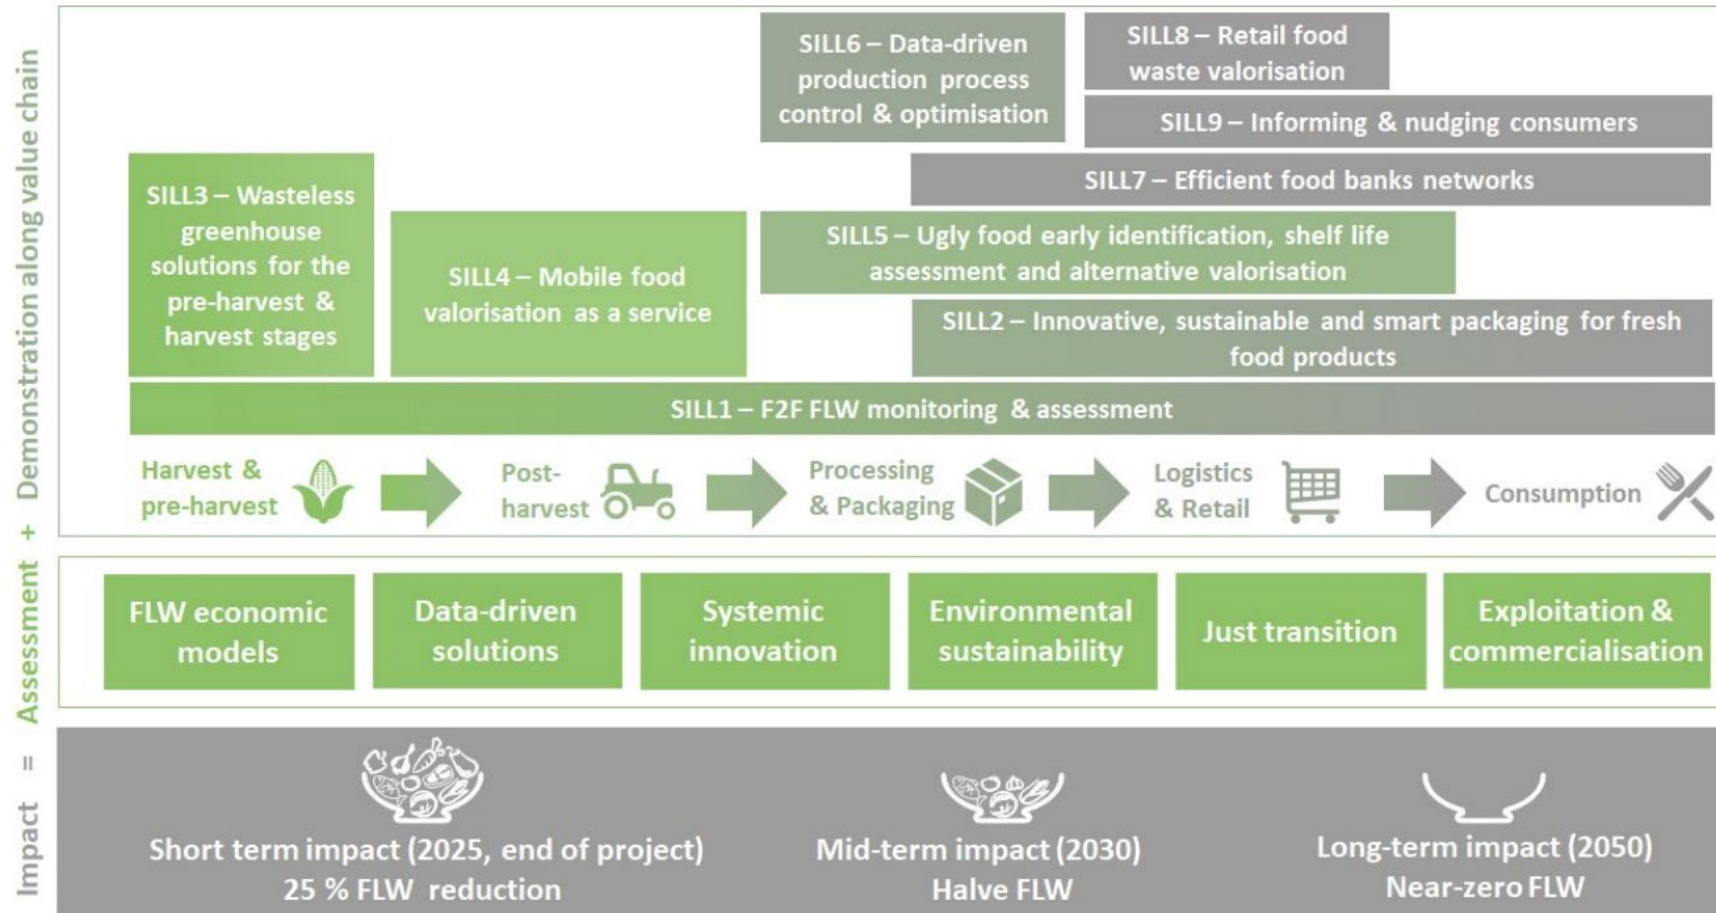 Demonstration along value chain
+
Assessment
=
Impact
SILL6 – Data-driven
production process
control & optimisation
SILL8 – Retail food
waste valorisation
SILL9 – Informing & nudging consumers
SILL3 – Wasteless
greenhouse
solutions for the
pre-harvest &
harvest stages
SILL7 – Efficient food banks networks
SILL4 – Mobile food
valorisation as a service
SILL5 – Ugly food early identification, shelf life
assessment and alternative valorisation
SILL2 – Innovative, sustainable and smart packaging for fresh
food products
SILL1 – F2F FLW monitoring & assessment
Harvest &
pre-harvest
Post-
harvest
Processing
& Packaging
Logistics
& Retail
Consumption
FLW economic
models
Data-driven
solutions
Systemic
innovation
Environmental
sustainability
Just transition
Exploitation &
commercialisation
Short term impact (2025, end of project)
25 % FLW reduction
Mid-term impact (2030)
Halve FLW
Long-term impact (2050)
Near-zero FLW